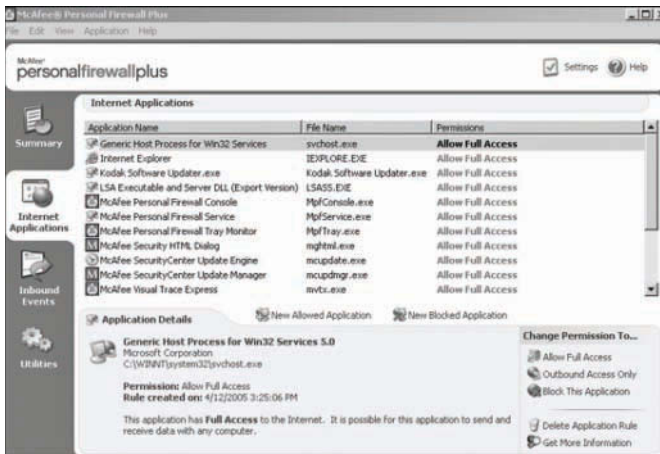 McAfee® Personal Firewall Plus
File Edit View Application Help
McAfee®
personalfirewallplus
Settings Help
Internet Applications
Application Name File Name Permissions
Generic Host Process for Win32 Services svchost.exe Allow Full Access
Internet Explorer IEXPLORE.EXE Allow Full Access
Kodak Software Updater.exe Kodak Software Updater.exe Allow Full Access
LSA Executable and Server DLL (Export Version) LSASS.EXE Allow Full Access
McAfee Personal Firewall Console MpfConsole.exe Allow Full Access
McAfee Personal Firewall Service MpfService.exe Allow Full Access
McAfee Personal Firewall Tray Monitor MpfTray.exe Allow Full Access
McAfee Security HTML Dialog mghtml.exe Allow Full Access
McAfee SecurityCenter Update Engine mcupdate.exe Allow Full Access
McAfee SecurityCenter Update Manager mcupdmgr.exe Allow Full Access
McAfee Visual Trace Express mvtx.exe Allow Full Access
Summary
Internet
Applications
Inbound
Events
Utilities
New Allowed Application New Blocked Application
Application Details
Generic Host Process for Win32 Services 5.0
Microsoft Corporation
C:\WINNT\system32\svchost.exe
Permission: Allow Full Access
Rule created on: 4/12/2005 3:25:06 PM
This application has Full Access to the Internet. It is possible for this application to send and
receive data with any computer.
Change Permission To...
Allow Full Access
Outbound Access Only
Block This Application
Delete Application Rule
Get More Information